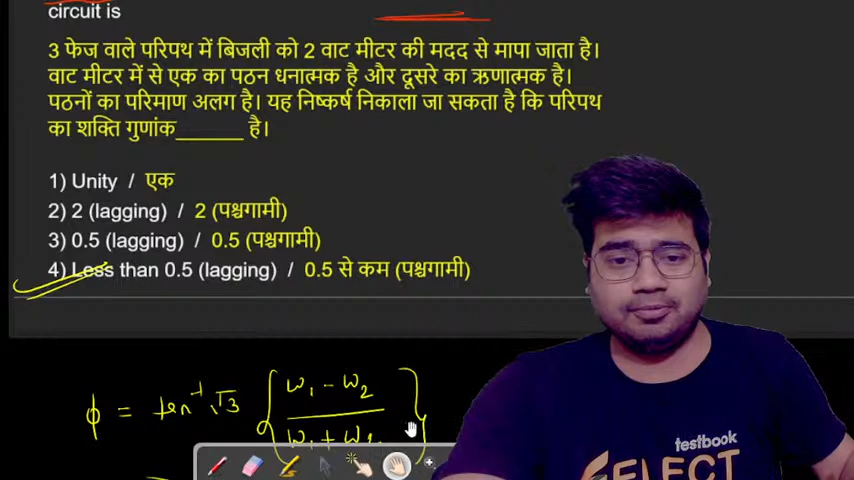 circuit is
3 फेज वाले परिपथ में बिजली को 2 वाट मीटर की मदद से मापा जाता है।
वाट मीटर में से एक का पठन धनात्मक है और दूसरे का ऋणात्मक है।
पठनों का परिमाण अलग है। यह निष्कर्ष निकाला जा सकता है कि परिपथ
का शक्ति गुणांक______ है।
1) Unity / एक
2) 2 (lagging) / 2 (पश्चगामी)
3) 0.5 (lagging) / 0.5 (पश्चगामी)
4) Less than 0.5 (lagging) / 0.5 से कम (पश्चगामी)
ϕ = tan⁻¹ √3 { W₁ - W₂
W₁ + W₂ }
testbook
SELECT